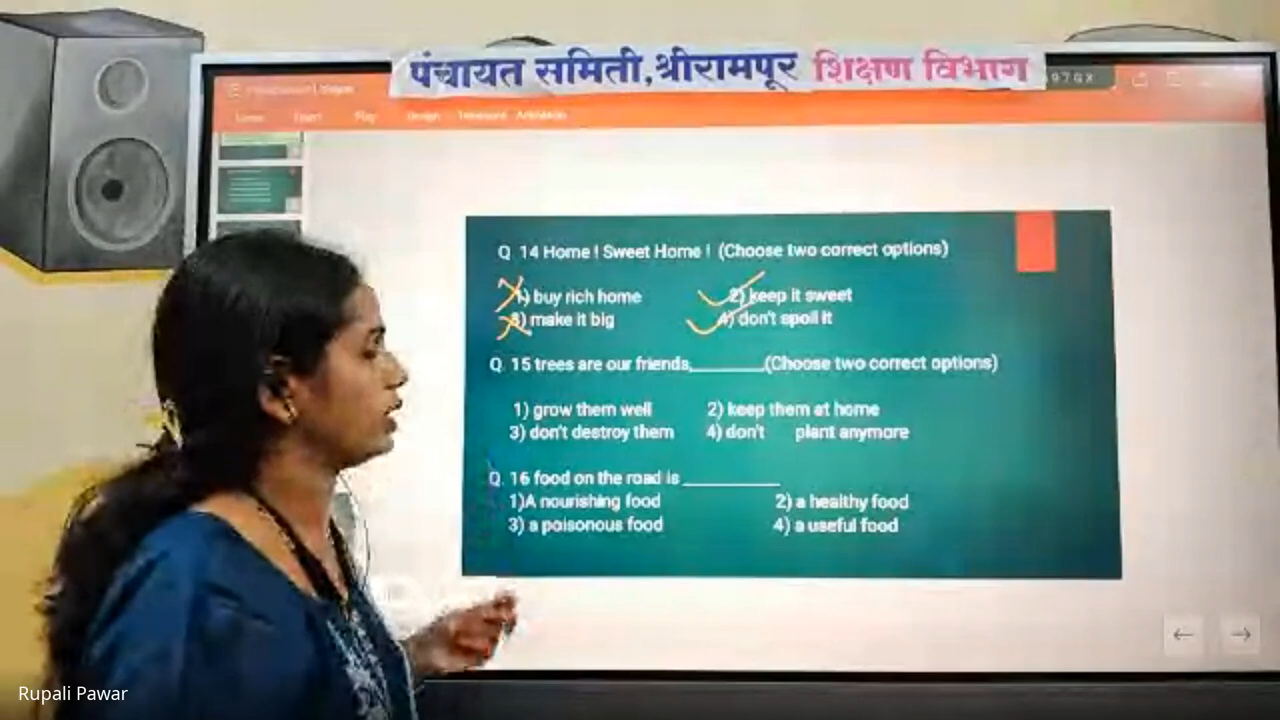 पंचायत समिती,श्रीरामपूर शिक्षण विभाग
Play
Design
Q 14 Home ! Sweet Home ! (Choose two correct options)
1) buy rich home 2) keep it sweet
3) make it big 4) don't spoil it
Q. 15 trees are our friends,________(Choose two correct options)
1) grow them well 2) keep them at home
3) don't destroy them 4) don't plant anymore
Q. 16 food on the road is __________
1)A nourishing food 2) a healthy food
3) a poisonous food 4) a useful food
Rupali Pawar